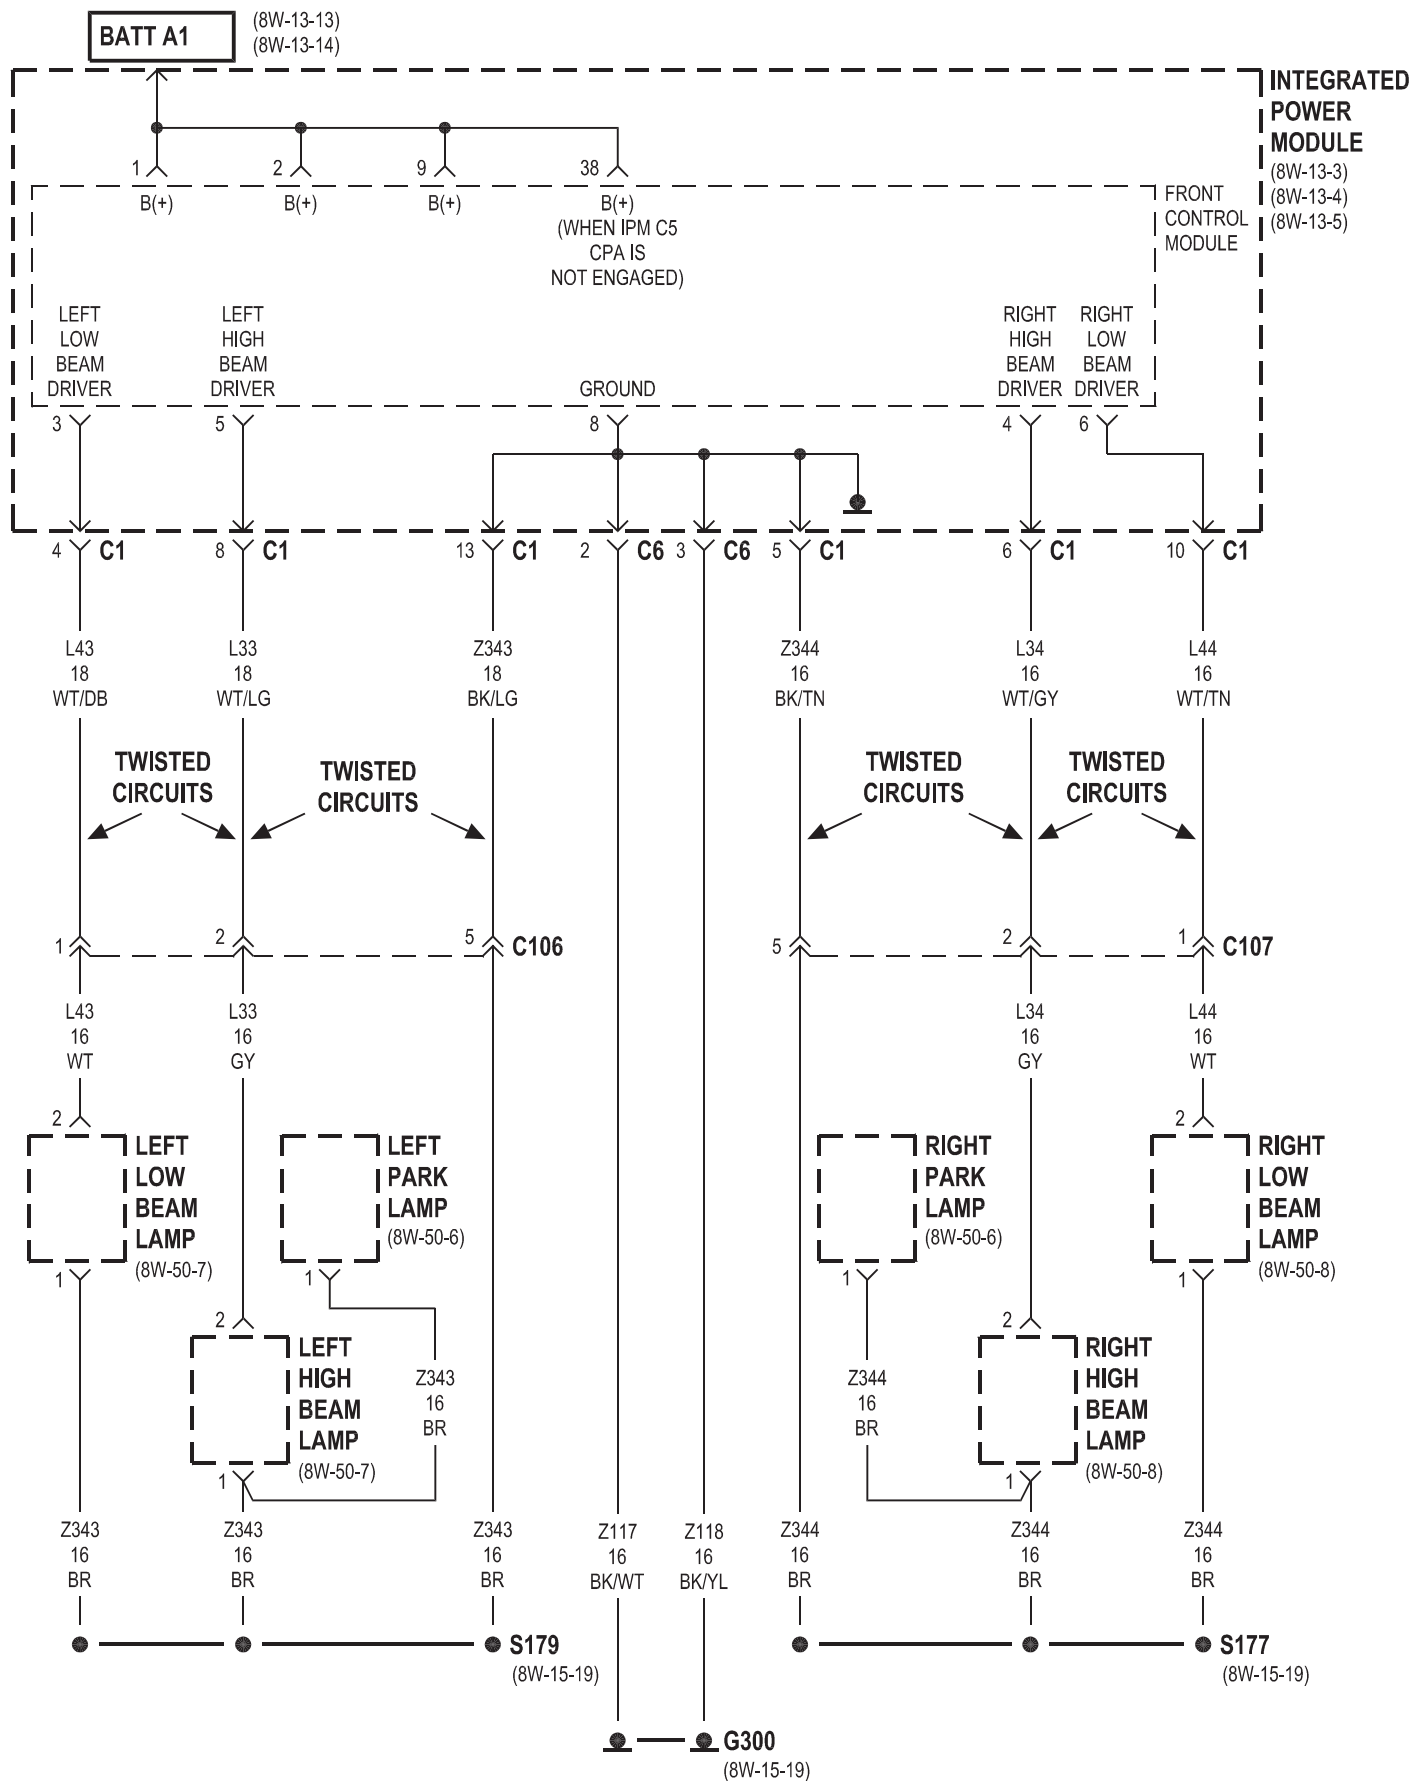 BATT A1
(8W-13-13)
(8W-13-14)
INTEGRATED
POWER
MODULE
(8W-13-3)
(8W-13-4)
(8W-13-5)
1
2
9
38
B(+)
B(+)
B(+)
B(+)
(WHEN IPM C5
CPA IS
NOT ENGAGED)
FRONT
CONTROL
MODULE
LEFT
LOW
BEAM
DRIVER
LEFT
HIGH
BEAM
DRIVER
GROUND
RIGHT
HIGH
BEAM
DRIVER
RIGHT
LOW
BEAM
DRIVER
3
5
8
4
6
4 C1
8 C1
13 C1
2 C6
3 C6
5 C1
6 C1
10 C1
L43
18
WT/DB
L33
18
WT/LG
Z343
18
BK/LG
Z344
16
BK/TN
L34
16
WT/GY
L44
16
WT/TN
TWISTED
CIRCUITS
TWISTED
CIRCUITS
TWISTED
CIRCUITS
TWISTED
CIRCUITS
1
2
5 C106
5
2
1 C107
L43
16
WT
L33
16
GY
L34
16
GY
L44
16
WT
2
LEFT
LOW
BEAM
LAMP
(8W-50-7)
1
LEFT
PARK
LAMP
(8W-50-6)
1
RIGHT
PARK
LAMP
(8W-50-6)
1
2
RIGHT
LOW
BEAM
LAMP
(8W-50-8)
1
2
LEFT
HIGH
BEAM
LAMP
(8W-50-7)
1
Z343
16
BR
Z344
16
BR
2
RIGHT
HIGH
BEAM
LAMP
(8W-50-8)
1
Z343
16
BR
Z343
16
BR
Z343
16
BR
Z117
16
BK/WT
Z118
16
BK/YL
Z344
16
BR
Z344
16
BR
Z344
16
BR
S179
(8W-15-19)
S177
(8W-15-19)
G300
(8W-15-19)